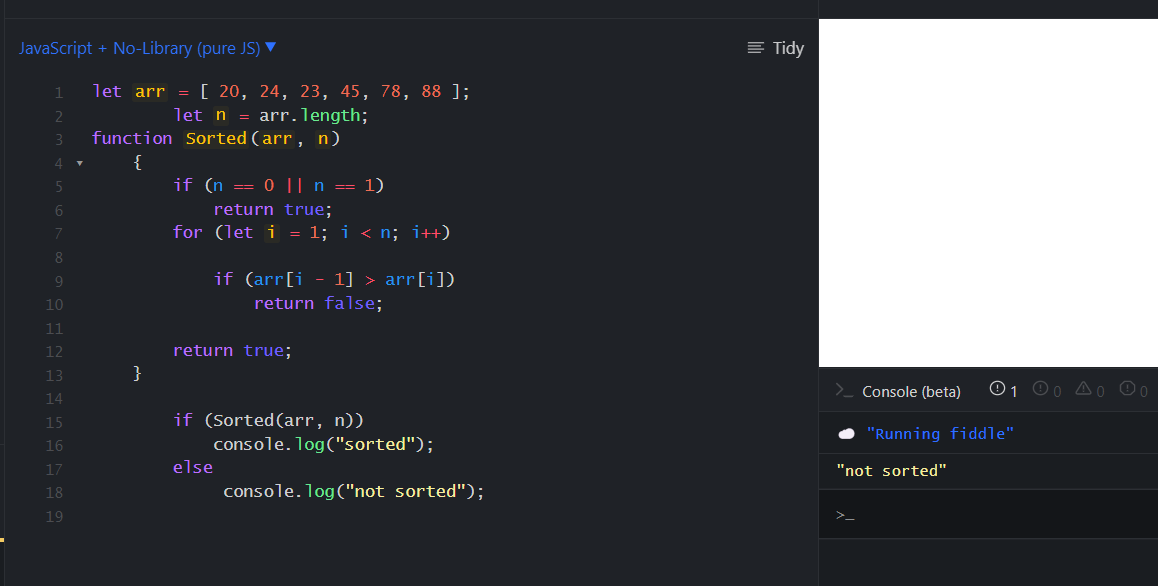 JavaScript + No-Library (pure JS) ▼
Tidy
1 let arr = [ 20, 24, 23, 45, 78, 88 ];
2 let n = arr.length;
3 function Sorted(arr, n)
4 {
5 if (n == 0 || n == 1)
6 return true;
7 for (let i = 1; i < n; i++)
8
9 if (arr[i - 1] > arr[i])
10 return false;
11
12 return true;
13 }
14
15 if (Sorted(arr, n))
16 console.log("sorted");
17 else
18 console.log("not sorted");
19
>_ Console (beta) 1 0 0 0
"Running fiddle"
"not sorted"
>_